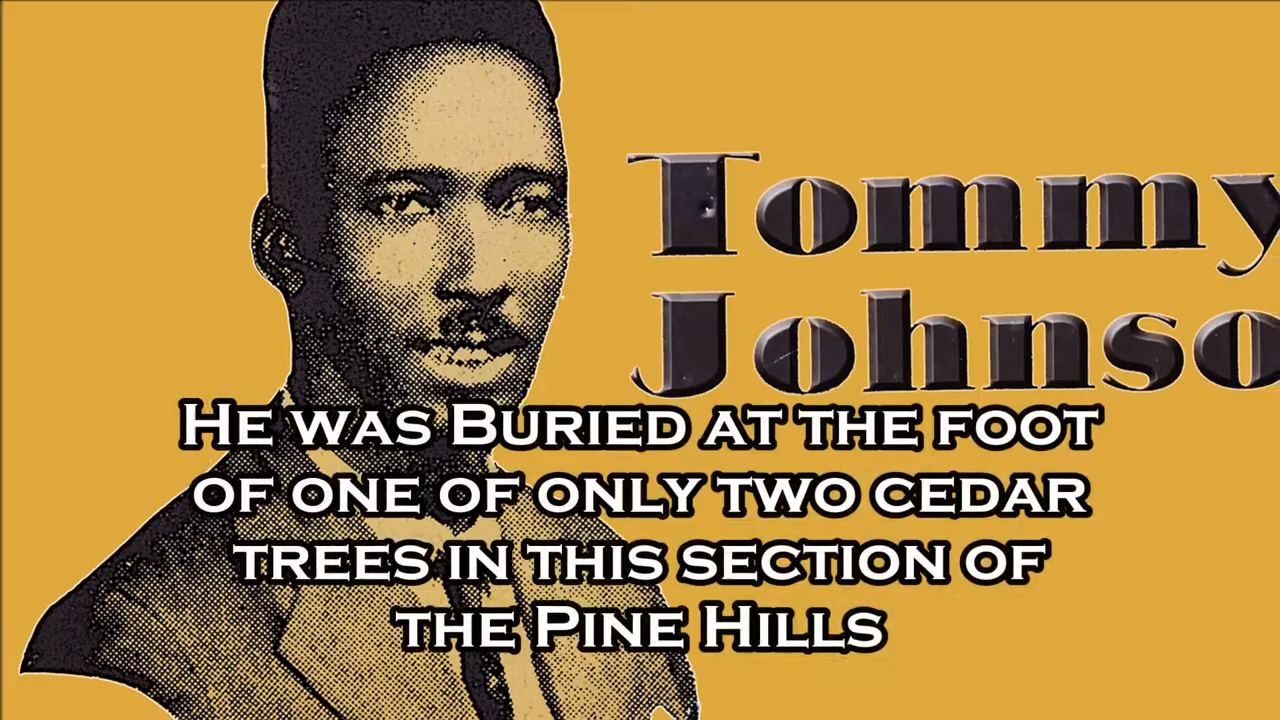 Tommy
Johnso
He was Buried at the foot
of one of only two cedar
trees in this section of
the Pine Hills